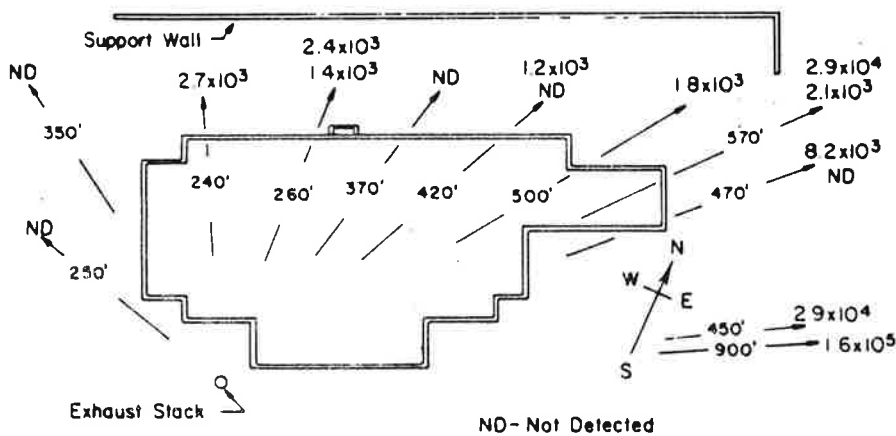 Support Wall
ND
2.7x10³
2.4x10³
1.4x10³
ND
1.2x10³
ND
1.8x10³
2.9x10⁴
2.1x10³
8.2x10³
ND
350'
240'
260'
370'
420'
500'
570'
470'
ND
250'
N
W
E
S
450'
2.9x10⁴
900'
1.6x10⁵
Exhaust Stack
ND-Not Detected